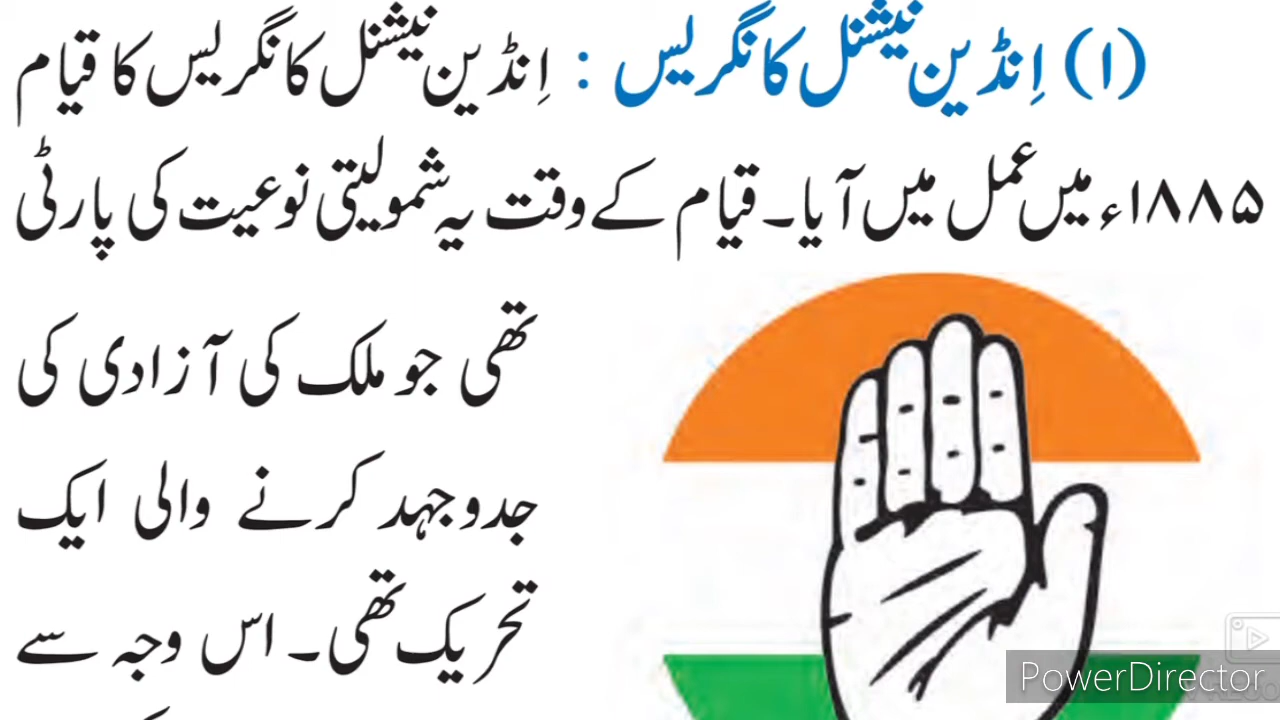 (۱) اِنڈین نیشنل کانگریس : اِنڈین نیشنل کانگریس کا قیام
۱۸۸۵ء میں عمل میں آیا۔ قیام کے وقت یہ شمولیتی نوعیت کی پارٹی
تھی جو ملک کی آزادی کی
جدوجہد کرنے والی ایک
تحریک تھی۔ اس وجہ سے
PowerDirector